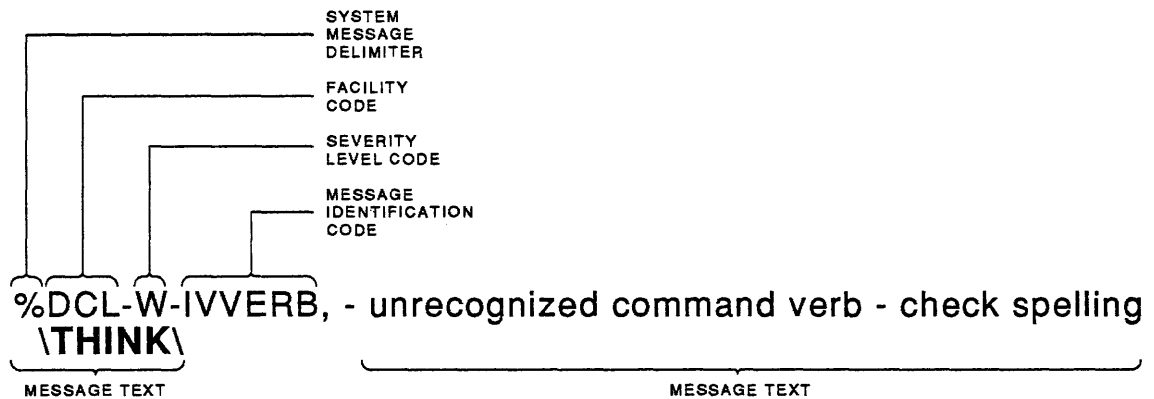 SYSTEM
MESSAGE
DELIMITER
FACILITY
CODE
SEVERITY
LEVEL CODE
MESSAGE
IDENTIFICATION
CODE
%DCL-W-IVVERB, - unrecognized command verb - check spelling
\THINK\
MESSAGE TEXT
MESSAGE TEXT